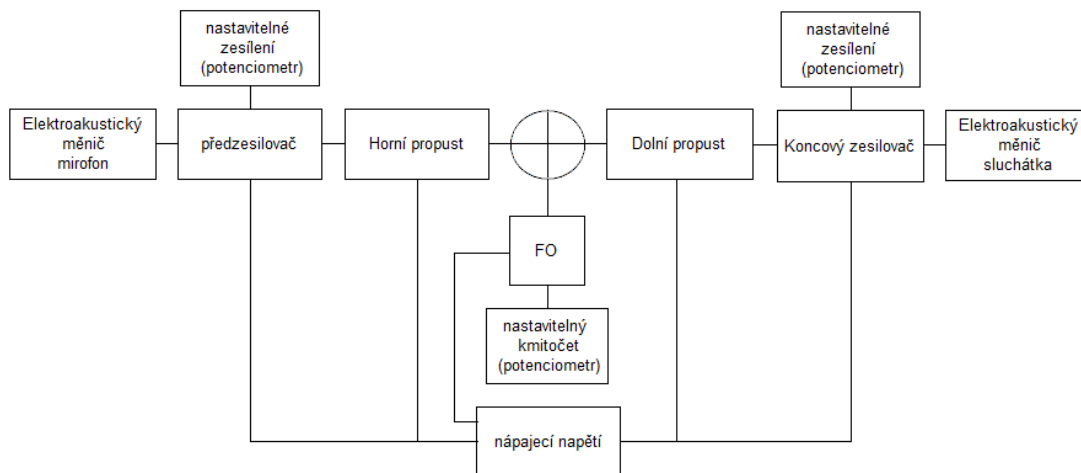 nastavitelné
zesílení
(potenciometr)
nastavitelné
zesílení
(potenciometr)
Elektroakustický
měnič
mirofon
předzesilovač
Horní propust
Dolní propust
Koncový zesilovač
Elektroakustický
měnič
sluchátka
FO
nastavitelný
kmitočet
(potenciometr)
nápajecí napětí